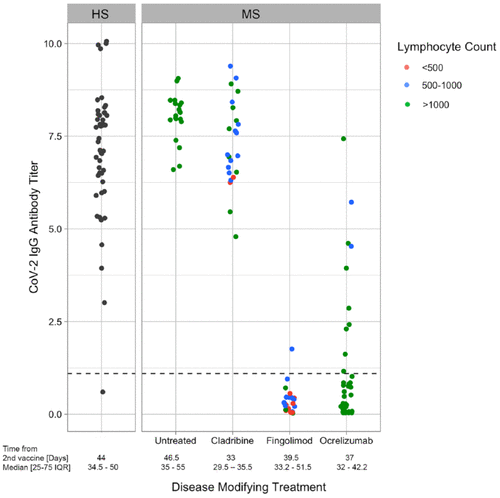 HS
MS
Lymphocyte Count
<500
500-1000
>1000
CoV-2 IgG Antibody Titer
10.0
7.5
5.0
2.5
0.0
Untreated Cladribine Fingolimod Ocrelizumab
Time from
2nd vaccine [Days] 44 46.5 33 39.5 37
Median [25-75 IQR] 34.5 - 50 35 - 55 29.5 – 35.5 33.2 - 51.5 32 - 42.2
Disease Modifying Treatment